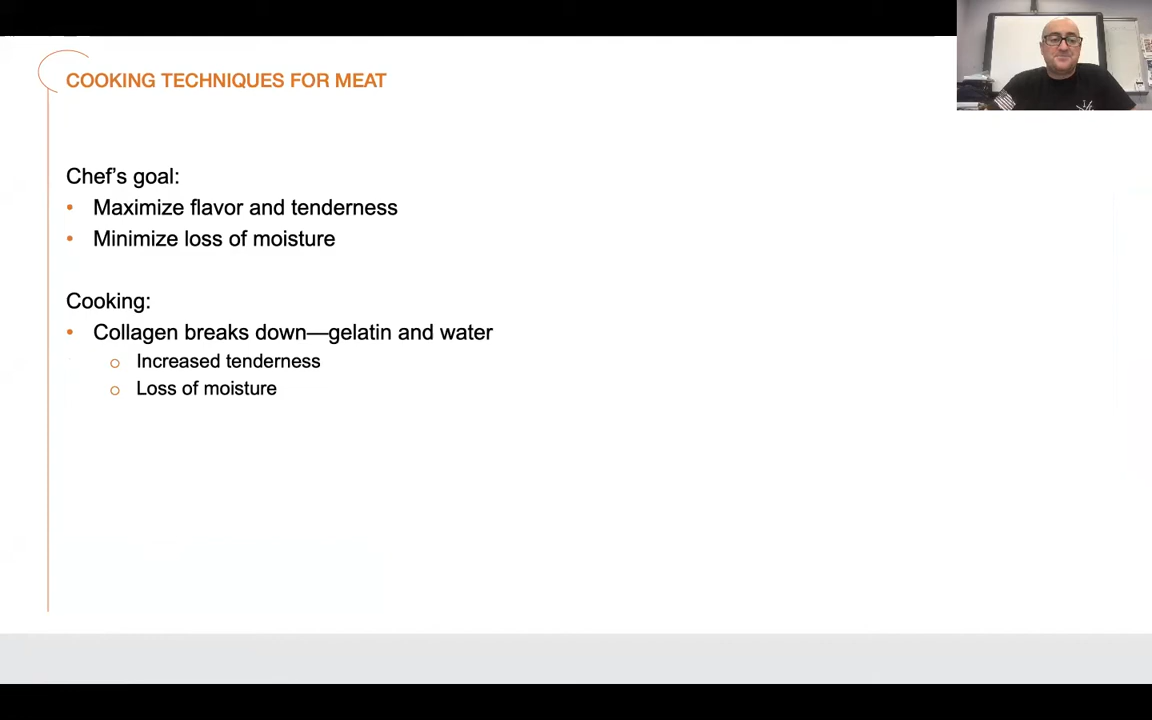 COOKING TECHNIQUES FOR MEAT
Chef's goal:
• Maximize flavor and tenderness
• Minimize loss of moisture
Cooking:
• Collagen breaks down—gelatin and water
o Increased tenderness
o Loss of moisture